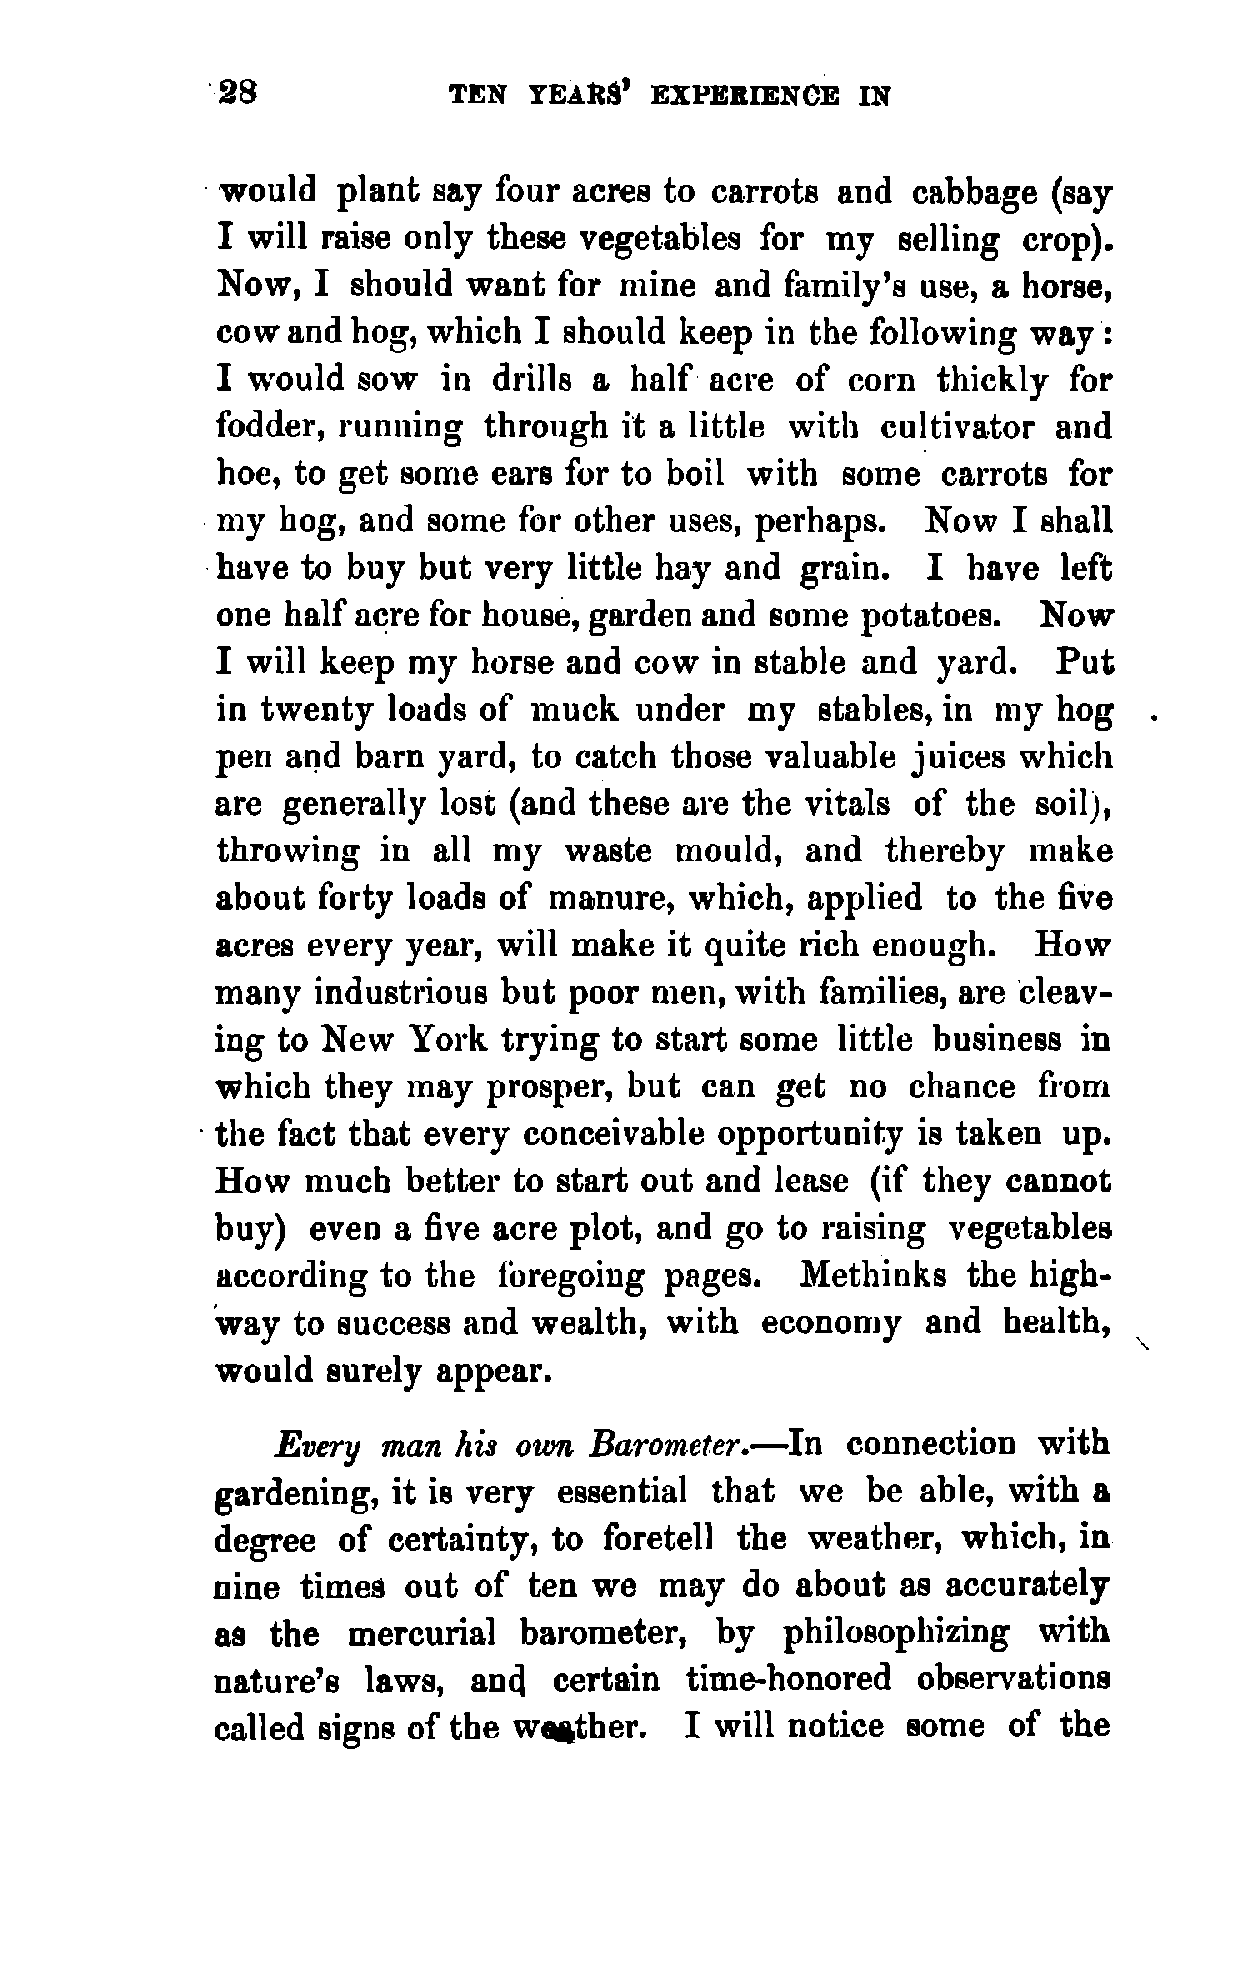 28 TEN YEARS' EXPERIENCE IN
would plant say four acres to carrots and cabbage (say
I will raise only these vegetables for my selling crop).
Now, I should want for mine and family's use, a horse,
cow and hog, which I should keep in the following way:
I would sow in drills a half acre of corn thickly for
fodder, running through it a little with cultivator and
hoe, to get some ears for to boil with some carrots for
my hog, and some for other uses, perhaps. Now I shall
have to buy but very little hay and grain. I have left
one half acre for house, garden and some potatoes. Now
I will keep my horse and cow in stable and yard. Put
in twenty loads of muck under my stables, in my hog
pen and barn yard, to catch those valuable juices which
are generally lost (and these are the vitals of the soil),
throwing in all my waste mould, and thereby make
about forty loads of manure, which, applied to the five
acres every year, will make it quite rich enough. How
many industrious but poor men, with families, are cleav-
ing to New York trying to start some little business in
which they may prosper, but can get no chance from
the fact that every conceivable opportunity is taken up.
How much better to start out and lease (if they cannot
buy) even a five acre plot, and go to raising vegetables
according to the foregoing pages. Methinks the high-
way to success and wealth, with economy and health,
would surely appear.
Every man his own Barometer.—In connection with
gardening, it is very essential that we be able, with a
degree of certainty, to foretell the weather, which, in
nine times out of ten we may do about as accurately
as the mercurial barometer, by philosophizing with
nature's laws, and certain time-honored observations
called signs of the weather. I will notice some of the